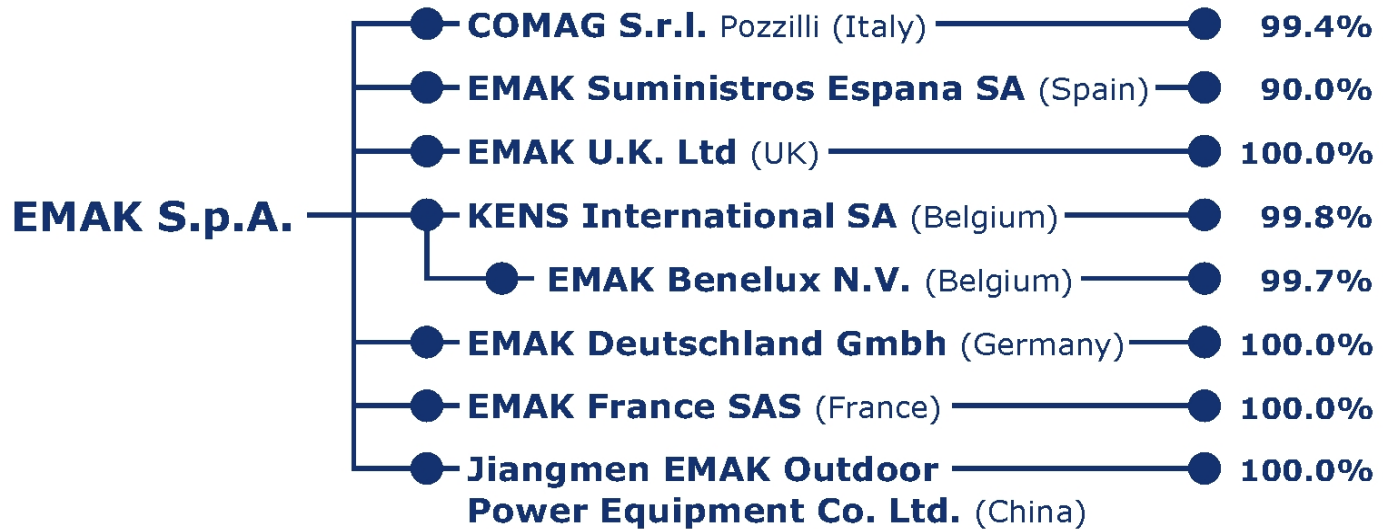 COMAG S.r.l. Pozzilli (Italy) 99.4%
EMAK Suministros Espana SA (Spain) 90.0%
EMAK U.K. Ltd (UK) 100.0%
EMAK S.p.A.
KENS International SA (Belgium) 99.8%
EMAK Benelux N.V. (Belgium) 99.7%
EMAK Deutschland Gmbh (Germany) 100.0%
EMAK France SAS (France) 100.0%
Jiangmen EMAK Outdoor 100.0%
Power Equipment Co. Ltd. (China)